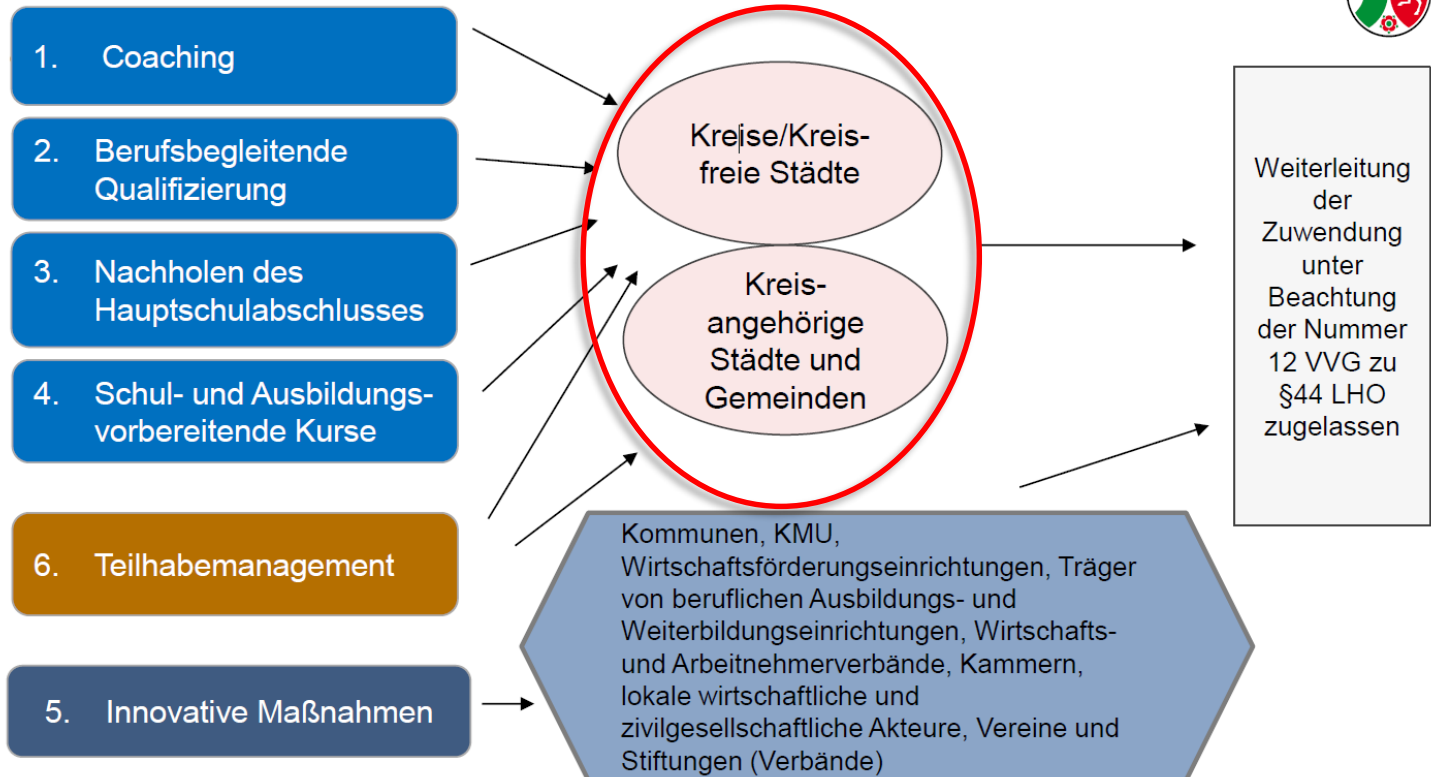 1. Coaching
2. Berufsbegleitende
Qualifizierung
3. Nachholen des
Hauptschulabschlusses
4. Schul- und Ausbildungs-
vorbereitende Kurse
6. Teilhabemanagement
5. Innovative Maßnahmen
Kreise/Kreis-
freie Städte
Kreis-
angehörige
Städte und
Gemeinden
Kommunen, KMU,
Wirtschaftsförderungseinrichtungen, Träger
von beruflichen Ausbildungs- und
Weiterbildungseinrichtungen, Wirtschafts-
und Arbeitnehmerverbände, Kammern,
lokale wirtschaftliche und
zivilgesellschaftliche Akteure, Vereine und
Stiftungen (Verbände)
Weiterleitung
der
Zuwendung
unter
Beachtung
der Nummer
12 VVG zu
§44 LHO
zugelassen